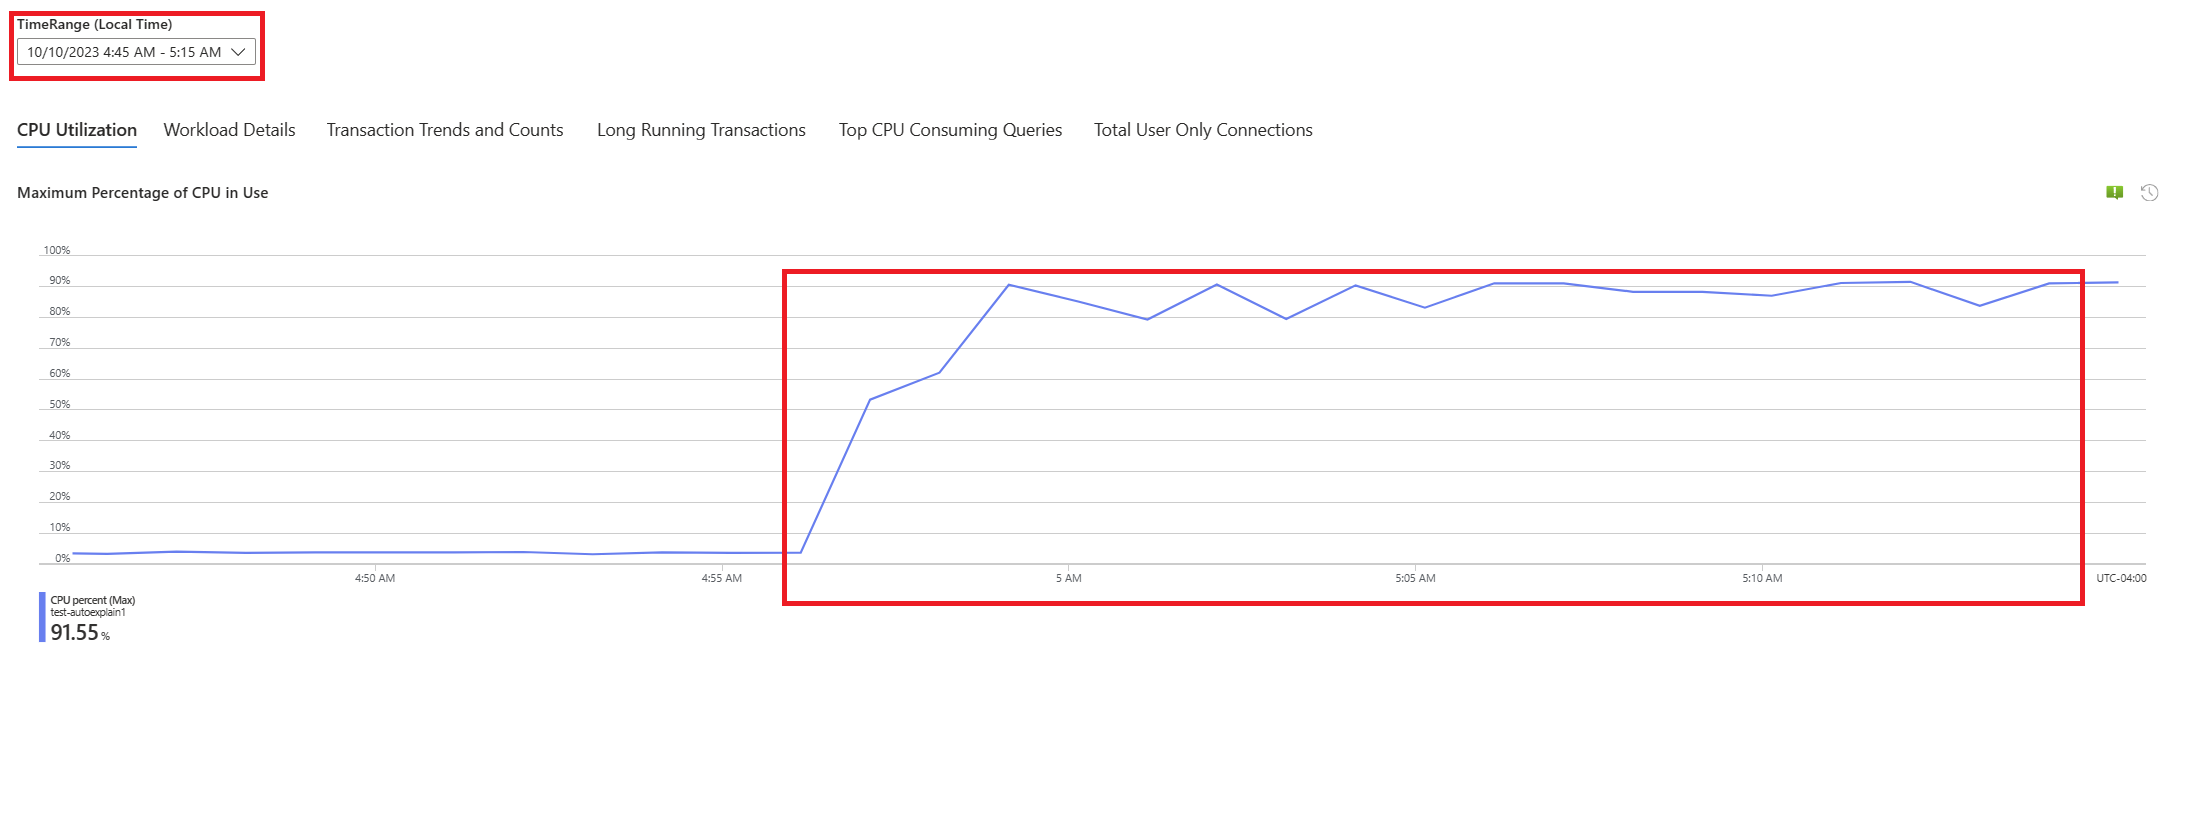 TimeRange (Local Time)
10/10/2023 4:45 AM - 5:15 AM
CPU Utilization Workload Details Transaction Trends and Counts Long Running Transactions Top CPU Consuming Queries Total User Only Connections
Maximum Percentage of CPU in Use
100%
90%
80%
70%
60%
50%
40%
30%
20%
10%
0%
4:50 AM 4:55 AM 5 AM 5:05 AM 5:10 AM UTC-04:00
CPU percent (Max)
test-autoexplain1
91.55 %